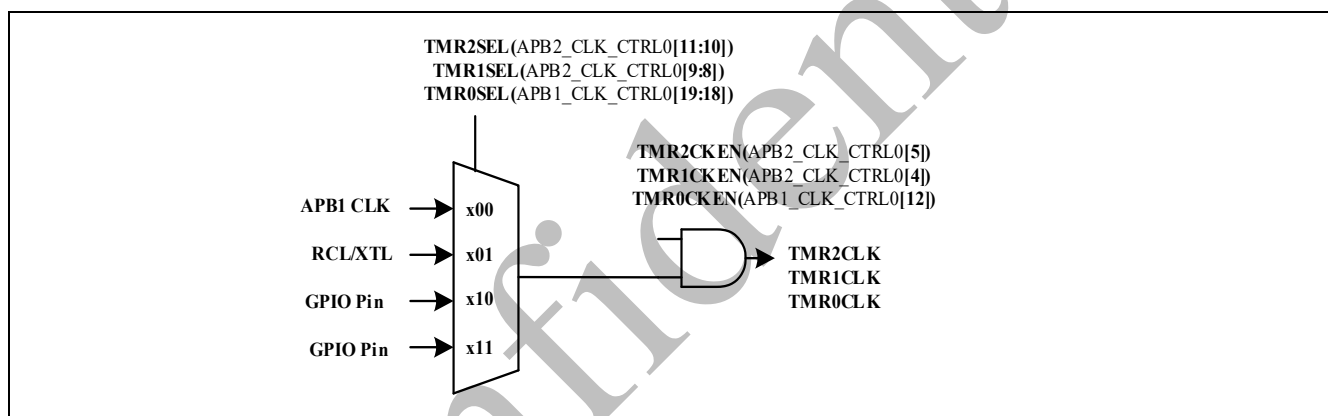 TMR2SEL(APB2_CLK_CTRL0[11:10])
TMR1SEL(APB2_CLK_CTRL0[9:8])
TMR0SEL(APB1_CLK_CTRL0[19:18])
TMR2CKEN(APB2_CLK_CTRL0[5])
TMR1CKEN(APB2_CLK_CTRL0[4])
TMR0CKEN(APB1_CLK_CTRL0[12])
APB1 CLK
x00
RCL/XTL
x01
GPIO Pin
x10
GPIO Pin
x11
TMR2CLK
TMR1CLK
TMR0CLK
nfident